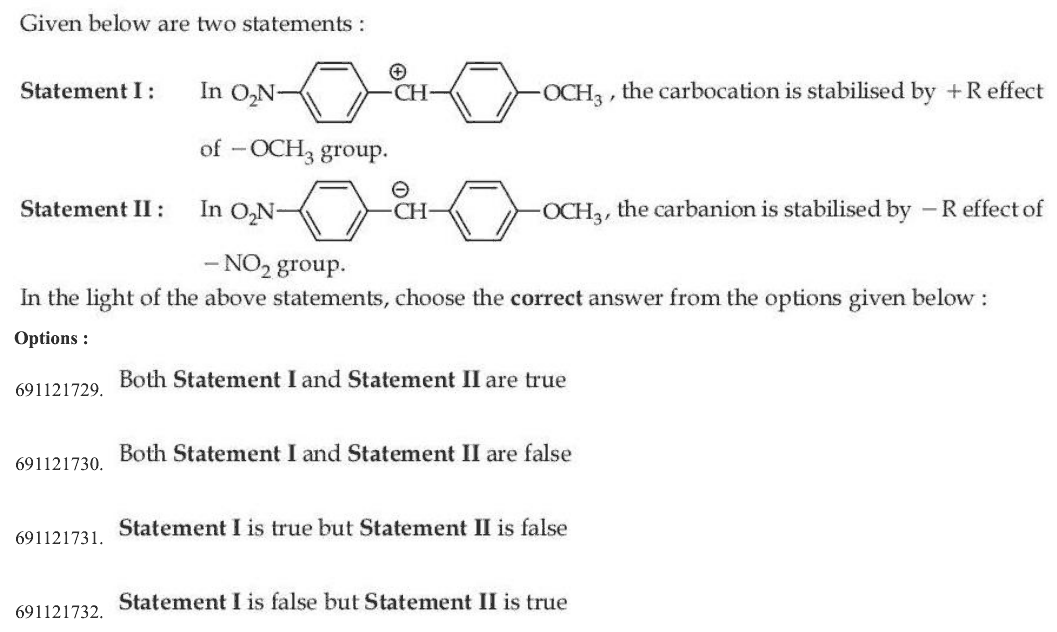 Given below are two statements :
Statement I : In O₂N–⊕CH–OCH₃ , the carbocation is stabilised by +R effect
of –OCH₃ group.
Statement II : In O₂N–⊖CH–OCH₃, the carbanion is stabilised by –R effect of
–NO₂ group.
In the light of the above statements, choose the correct answer from the options given below :
Options :
691121729. Both Statement I and Statement II are true
691121730. Both Statement I and Statement II are false
691121731. Statement I is true but Statement II is false
691121732. Statement I is false but Statement II is true